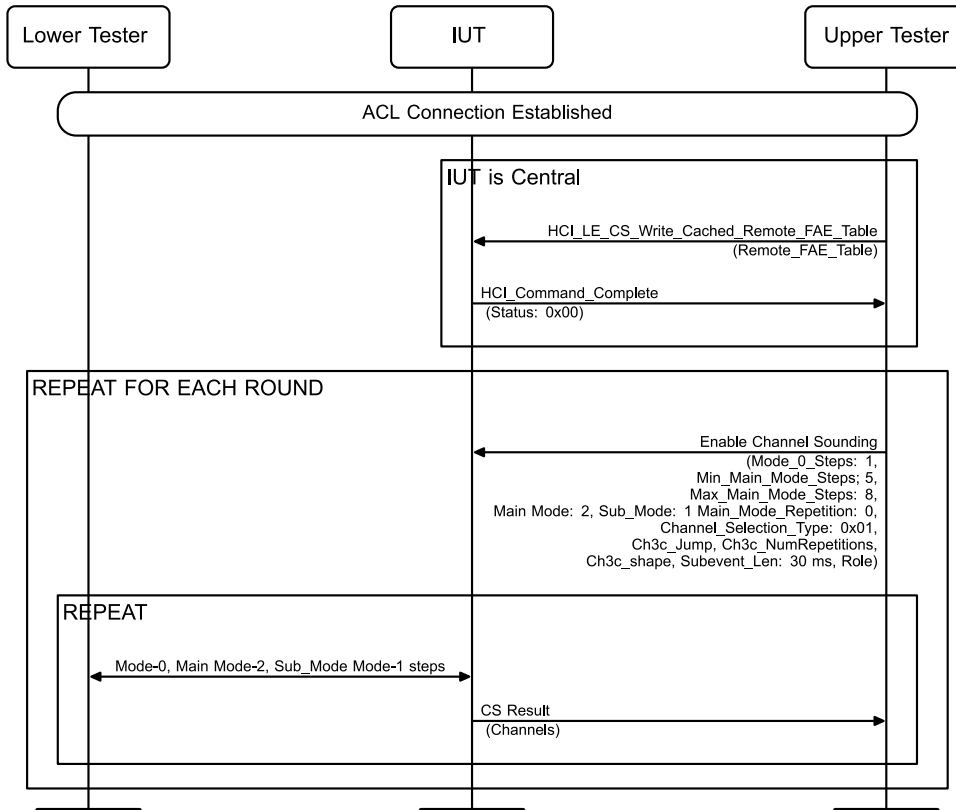 Lower Tester
IUT
Upper Tester
ACL Connection Established
IUT is Central
HCI_LE_CS_Write_Cached_Remote_FAE_Table
(Remote_FAE_Table)
HCI_Command_Complete
(Status: 0x00)
REPEAT FOR EACH ROUND
Enable Channel Sounding
(Mode_0_Steps: 1,
Min_Main_Mode_Steps; 5,
Max_Main_Mode_Steps: 8,
Main Mode: 2, Sub_Mode: 1 Main_Mode_Repetition: 0,
Channel_Selection_Type: 0x01,
Ch3c_Jump, Ch3c_NumRepetitions,
Ch3c_shape, Subevent_Len: 30 ms, Role)
REPEAT
Mode-0, Main Mode-2, Sub_Mode Mode-1 steps
CS Result
(Channels)